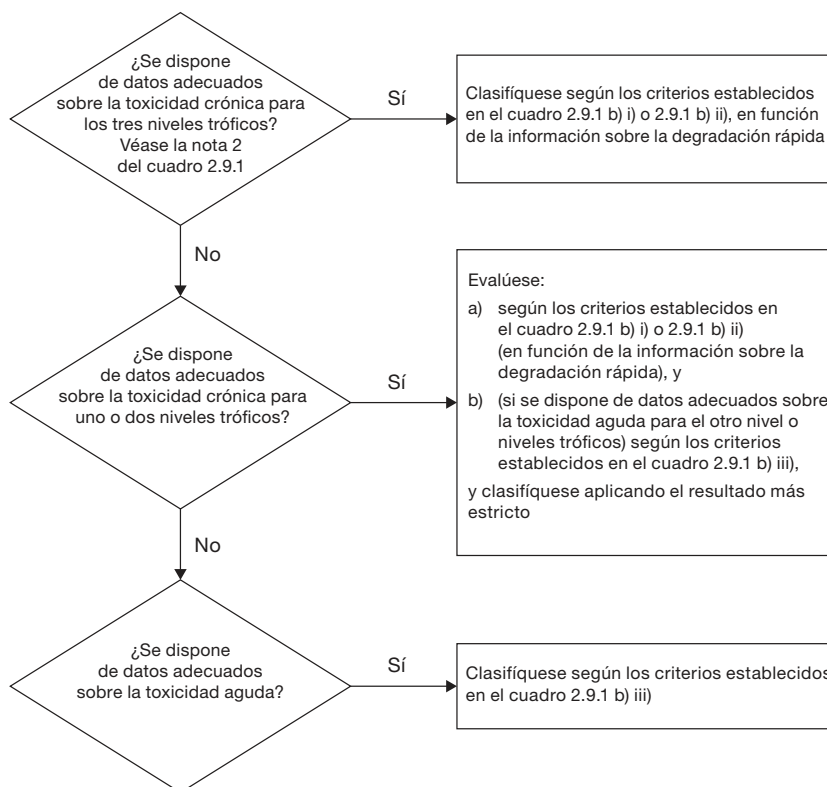 ¿Se dispone
de datos adecuados
sobre la toxicidad crónica para
los tres niveles tróficos?
Véase la nota 2
del cuadro 2.9.1
Sí
Clasifíquese según los criterios establecidos
en el cuadro 2.9.1 b) i) o 2.9.1 b) ii), en función
de la información sobre la degradación rápida
No
¿Se dispone
de datos adecuados
sobre la toxicidad crónica para
uno o dos niveles tróficos?
Sí
Evalúese:
a) según los criterios establecidos en
el cuadro 2.9.1 b) i) o 2.9.1 b) ii)
(en función de la información sobre la
degradación rápida), y
b) (si se dispone de datos adecuados sobre
la toxicidad aguda para el otro nivel o
niveles tróficos) según los criterios
establecidos en el cuadro 2.9.1 b) iii),
y clasifíquese aplicando el resultado más
estricto
No
¿Se dispone
de datos adecuados
sobre la toxicidad aguda?
Sí
Clasifíquese según los criterios establecidos
en el cuadro 2.9.1 b) iii)